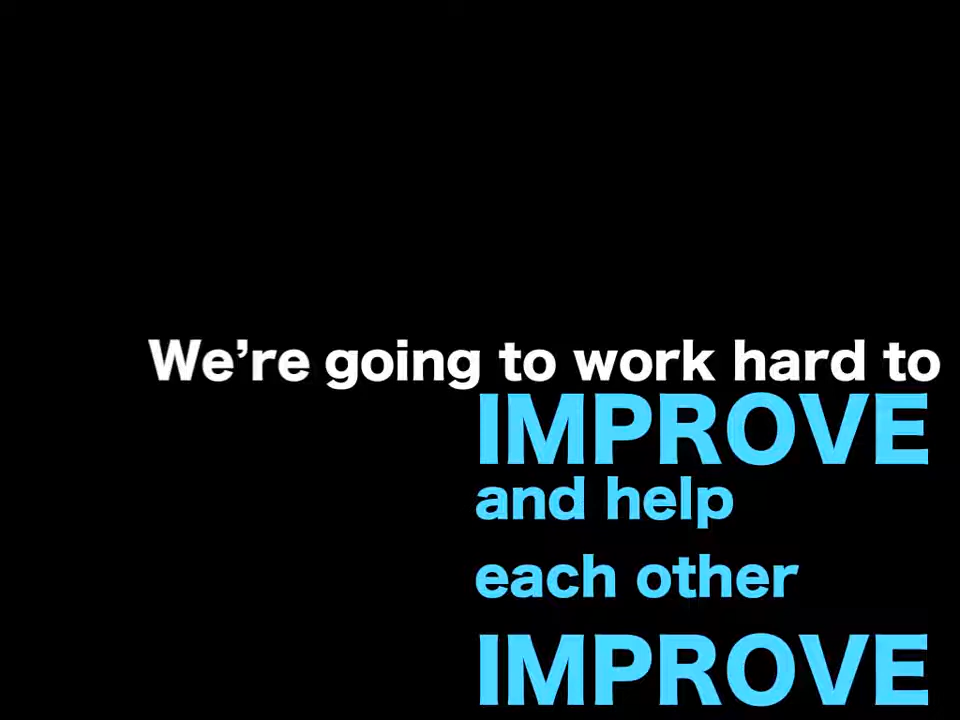 We’re going to work hard to
IMPROVE
and help
each other
IMPROVE